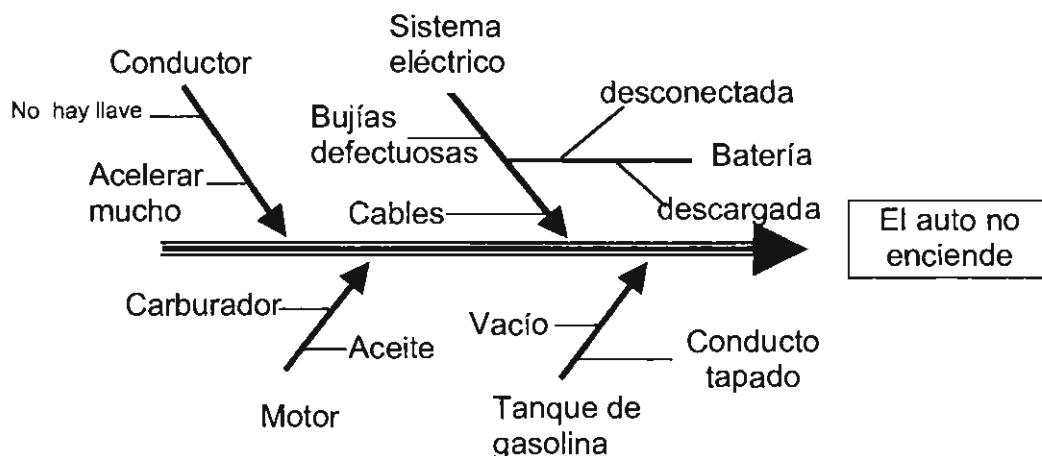 Sistema
eléctrico
Conductor
No hay llave
Acelerar
mucho
Bujías
defectuosas
Cables
desconectada
Batería
descargada
El auto no
enciende
Carburador
Aceite
Motor
Vacío
Conducto
tapado
Tanque de
gasolina